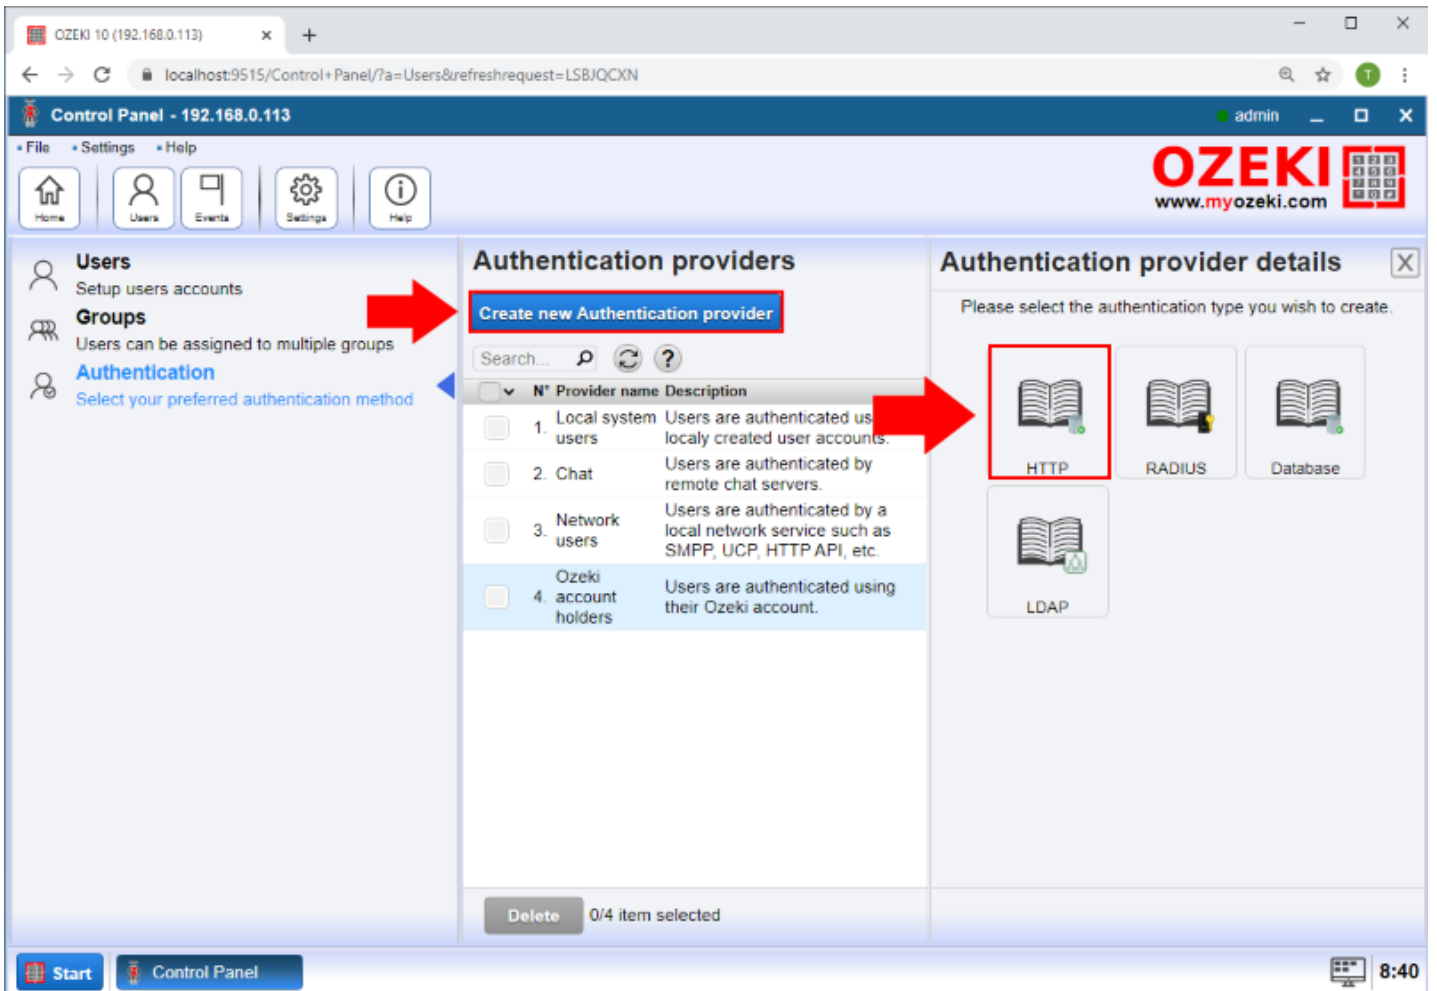 OZEKI 10 (192.168.0.113)
localhost:9515/Control+Panel/?a=Users&refreshrequest=LSBJQCXN
T
Control Panel - 192.168.0.113
admin
File Settings Help
Home
Users
Events
Settings
Help
OZEKI
www.myozeki.com
Users
Setup users accounts
Groups
Users can be assigned to multiple groups
Authentication
Select your preferred authentication method
Authentication providers
Create new Authentication provider
Search...
N° Provider name Description
1. Local system users
Users are authenticated
localy created user accounts.
2. Chat
Users are authenticated by
remote chat servers.
3. Network users
Users are authenticated by a
local network service such as
SMPP, UCP, HTTP API, etc.
4. Ozeki account holders
Users are authenticated using
their Ozeki account.
Delete
0/4 item selected
Authentication provider details
X
Please select the authentication type you wish to create.
HTTP
RADIUS
Database
LDAP
Start
Control Panel
8:40